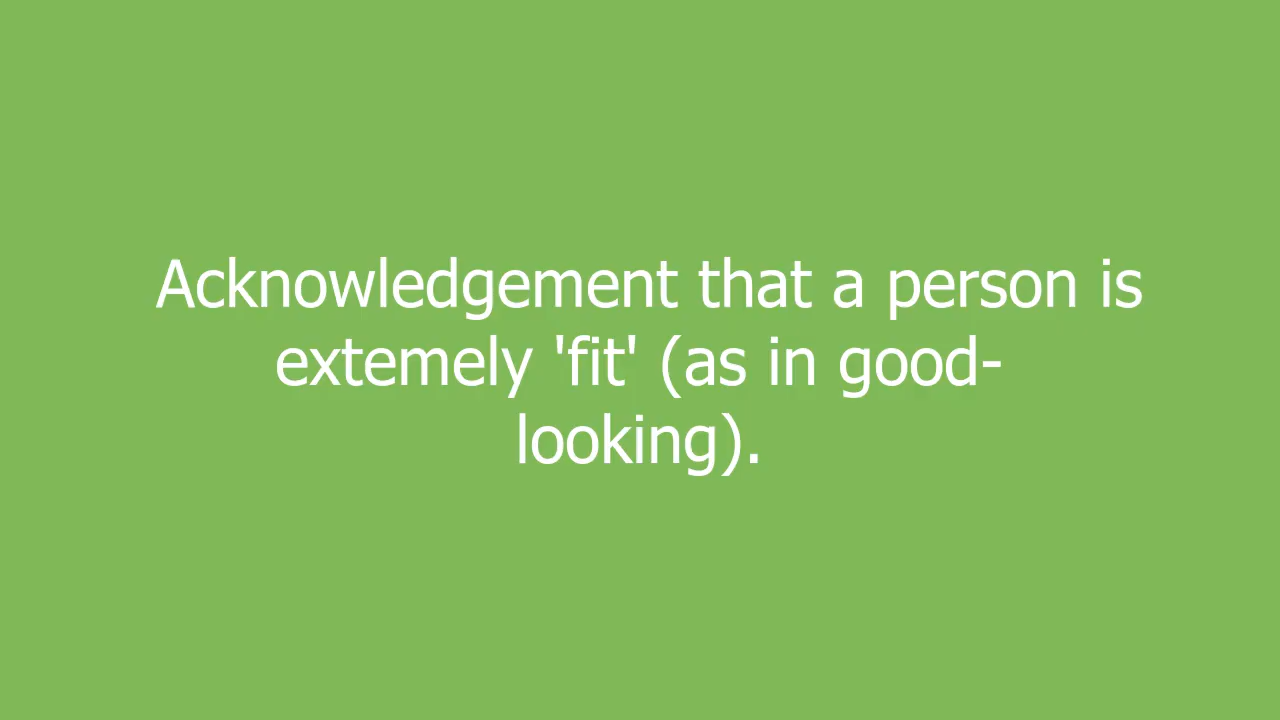 Acknowledgement that a person is
extemely 'fit' (as in good-
looking).